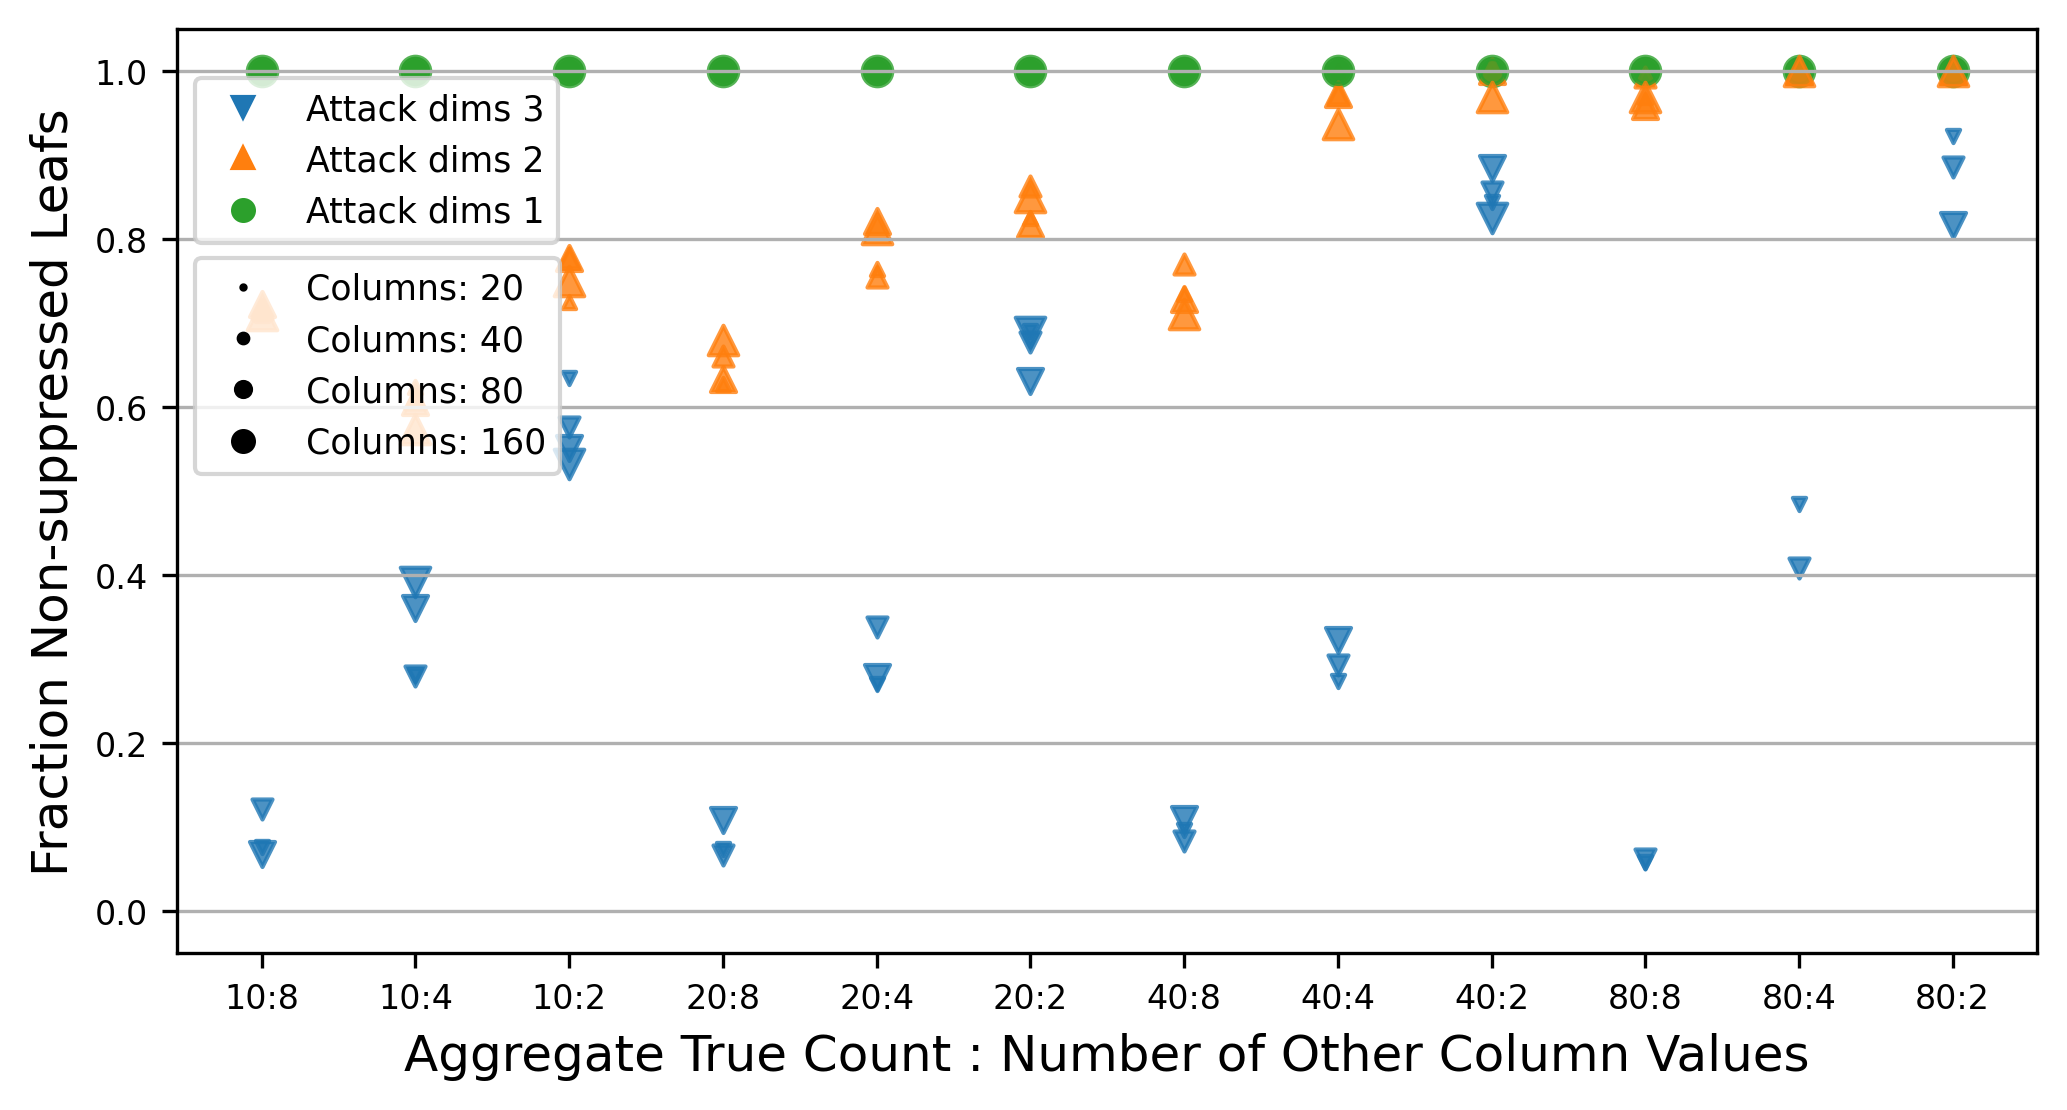 Fraction Non-suppressed Leafs
1.0
0.8
0.6
0.4
0.2
0.0
Attack dims 3
Attack dims 2
Attack dims 1
Columns: 20
Columns: 40
Columns: 80
Columns: 160
10:8 10:4 10:2 20:8 20:4 20:2 40:8 40:4 40:2 80:8 80:4 80:2
Aggregate True Count : Number of Other Column Values